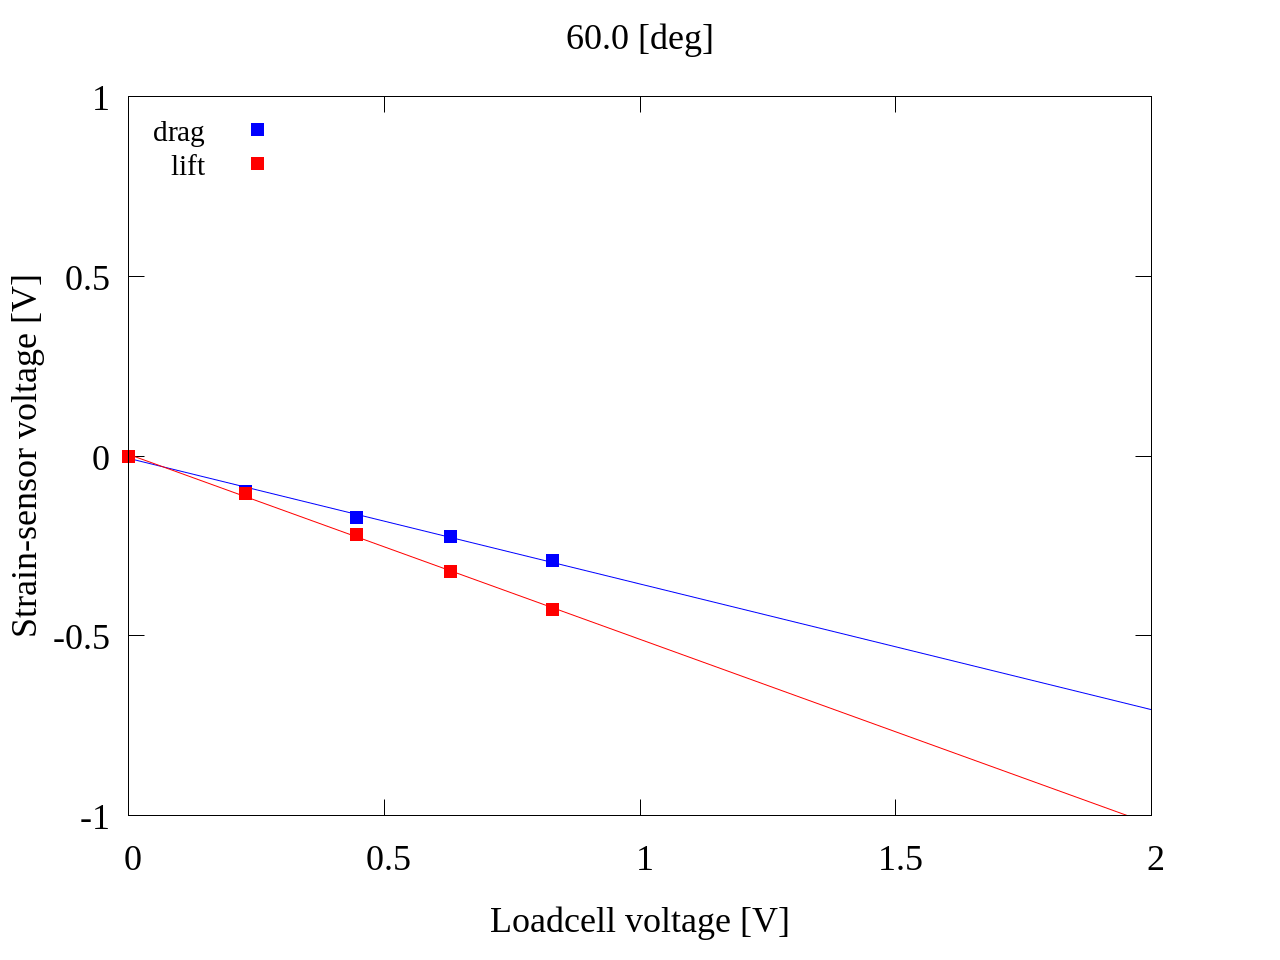 60.0 [deg]
drag
lift
1
0.5
0
-0.5
-1
Strain-sensor voltage [V]
0 0.5 1 1.5 2
Loadcell voltage [V]